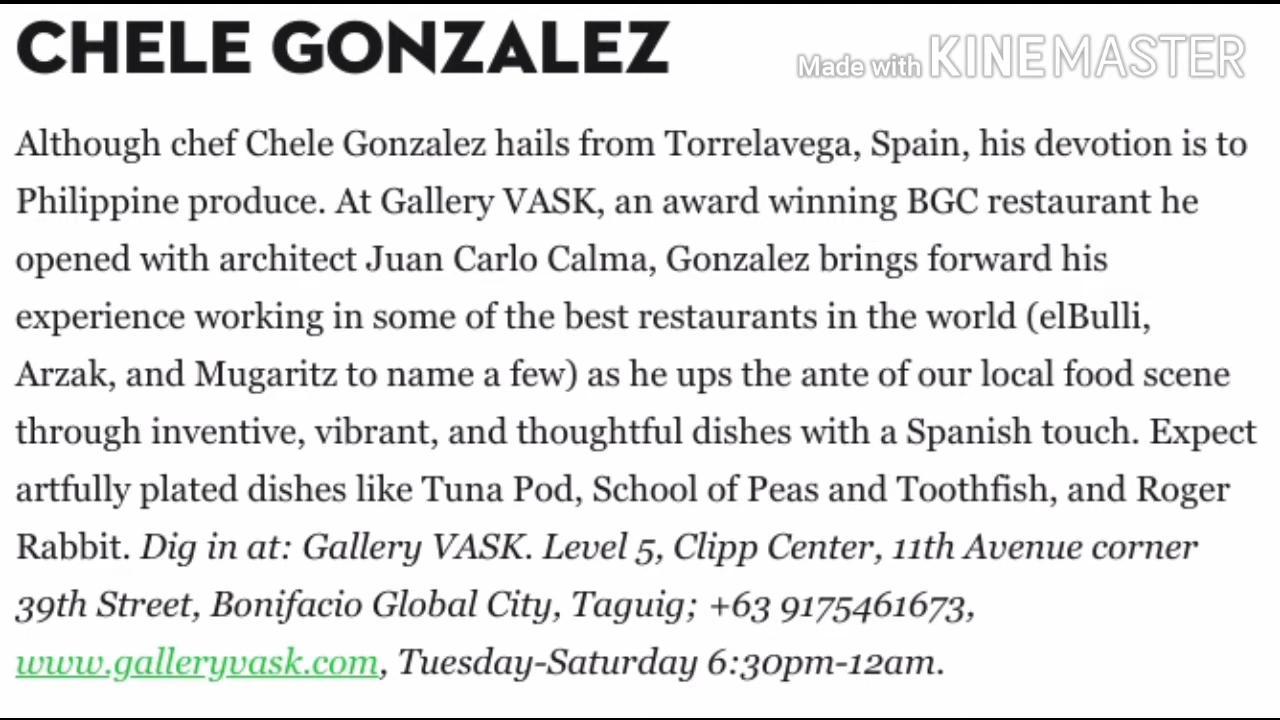 CHELE GONZALEZ
Made with KINEMASTER
Although chef Chele Gonzalez hails from Torrelavega, Spain, his devotion is to
Philippine produce. At Gallery VASK, an award winning BGC restaurant he
opened with architect Juan Carlo Calma, Gonzalez brings forward his
experience working in some of the best restaurants in the world (elBulli,
Arzak, and Mugaritz to name a few) as he ups the ante of our local food scene
through inventive, vibrant, and thoughtful dishes with a Spanish touch. Expect
artfully plated dishes like Tuna Pod, School of Peas and Toothfish, and Roger
Rabbit. Dig in at: Gallery VASK. Level 5, Clipp Center, 11th Avenue corner
39th Street, Bonifacio Global City, Taguig; +63 9175461673,
www.galleryvask.com, Tuesday-Saturday 6:30pm-12am.